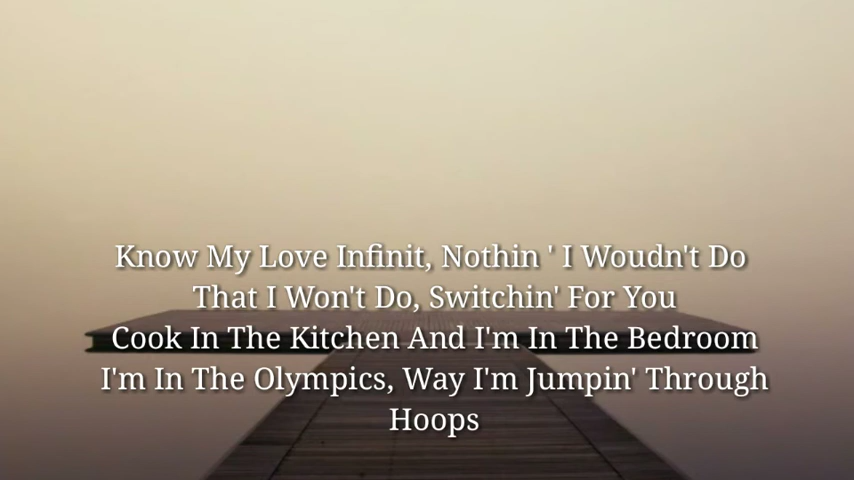 Know My Love Infinit, Nothin ' I Woudn't Do
That I Won't Do, Switchin' For You
Cook In The Kitchen And I'm In The Bedroom
I'm In The Olympics, Way I'm Jumpin' Through
Hoops